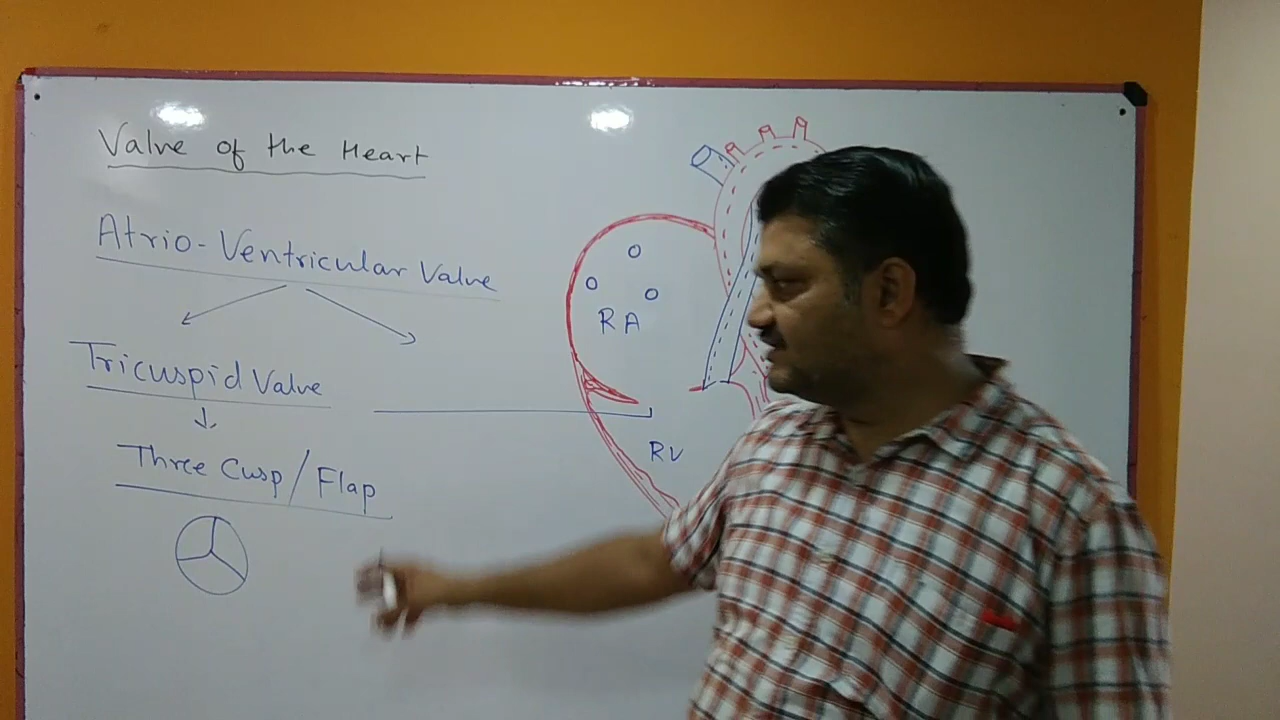 Valve of the Heart
Atrio-Ventricular Valve
Tricuspid Valve
Three Cusp/Flap
RA
RV